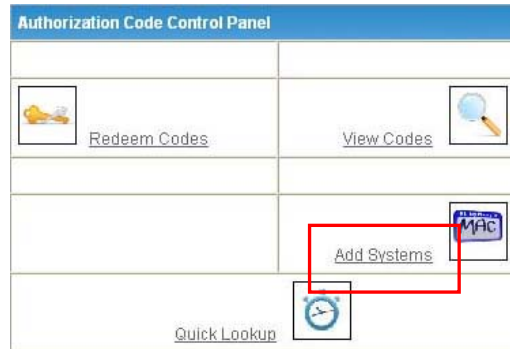 Authorization Code Control Panel
Redeem Codes
View Codes
MAC
Add Systems
Quick Lookup